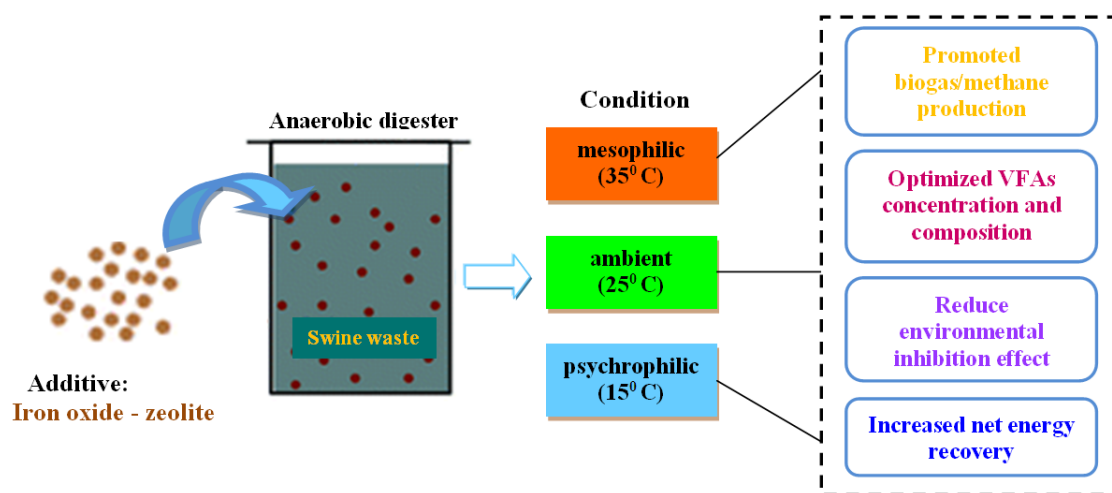 Anaerobic digester
Swine waste
Additive:
Iron oxide - zeolite
Condition
mesophilic
(35⁰ C)
ambient
(25⁰ C)
psychrophilic
(15⁰ C)
Promoted
biogas/methane
production
Optimized VFAs
concentration and
composition
Reduce
environmental
inhibition effect
Increased net energy
recovery